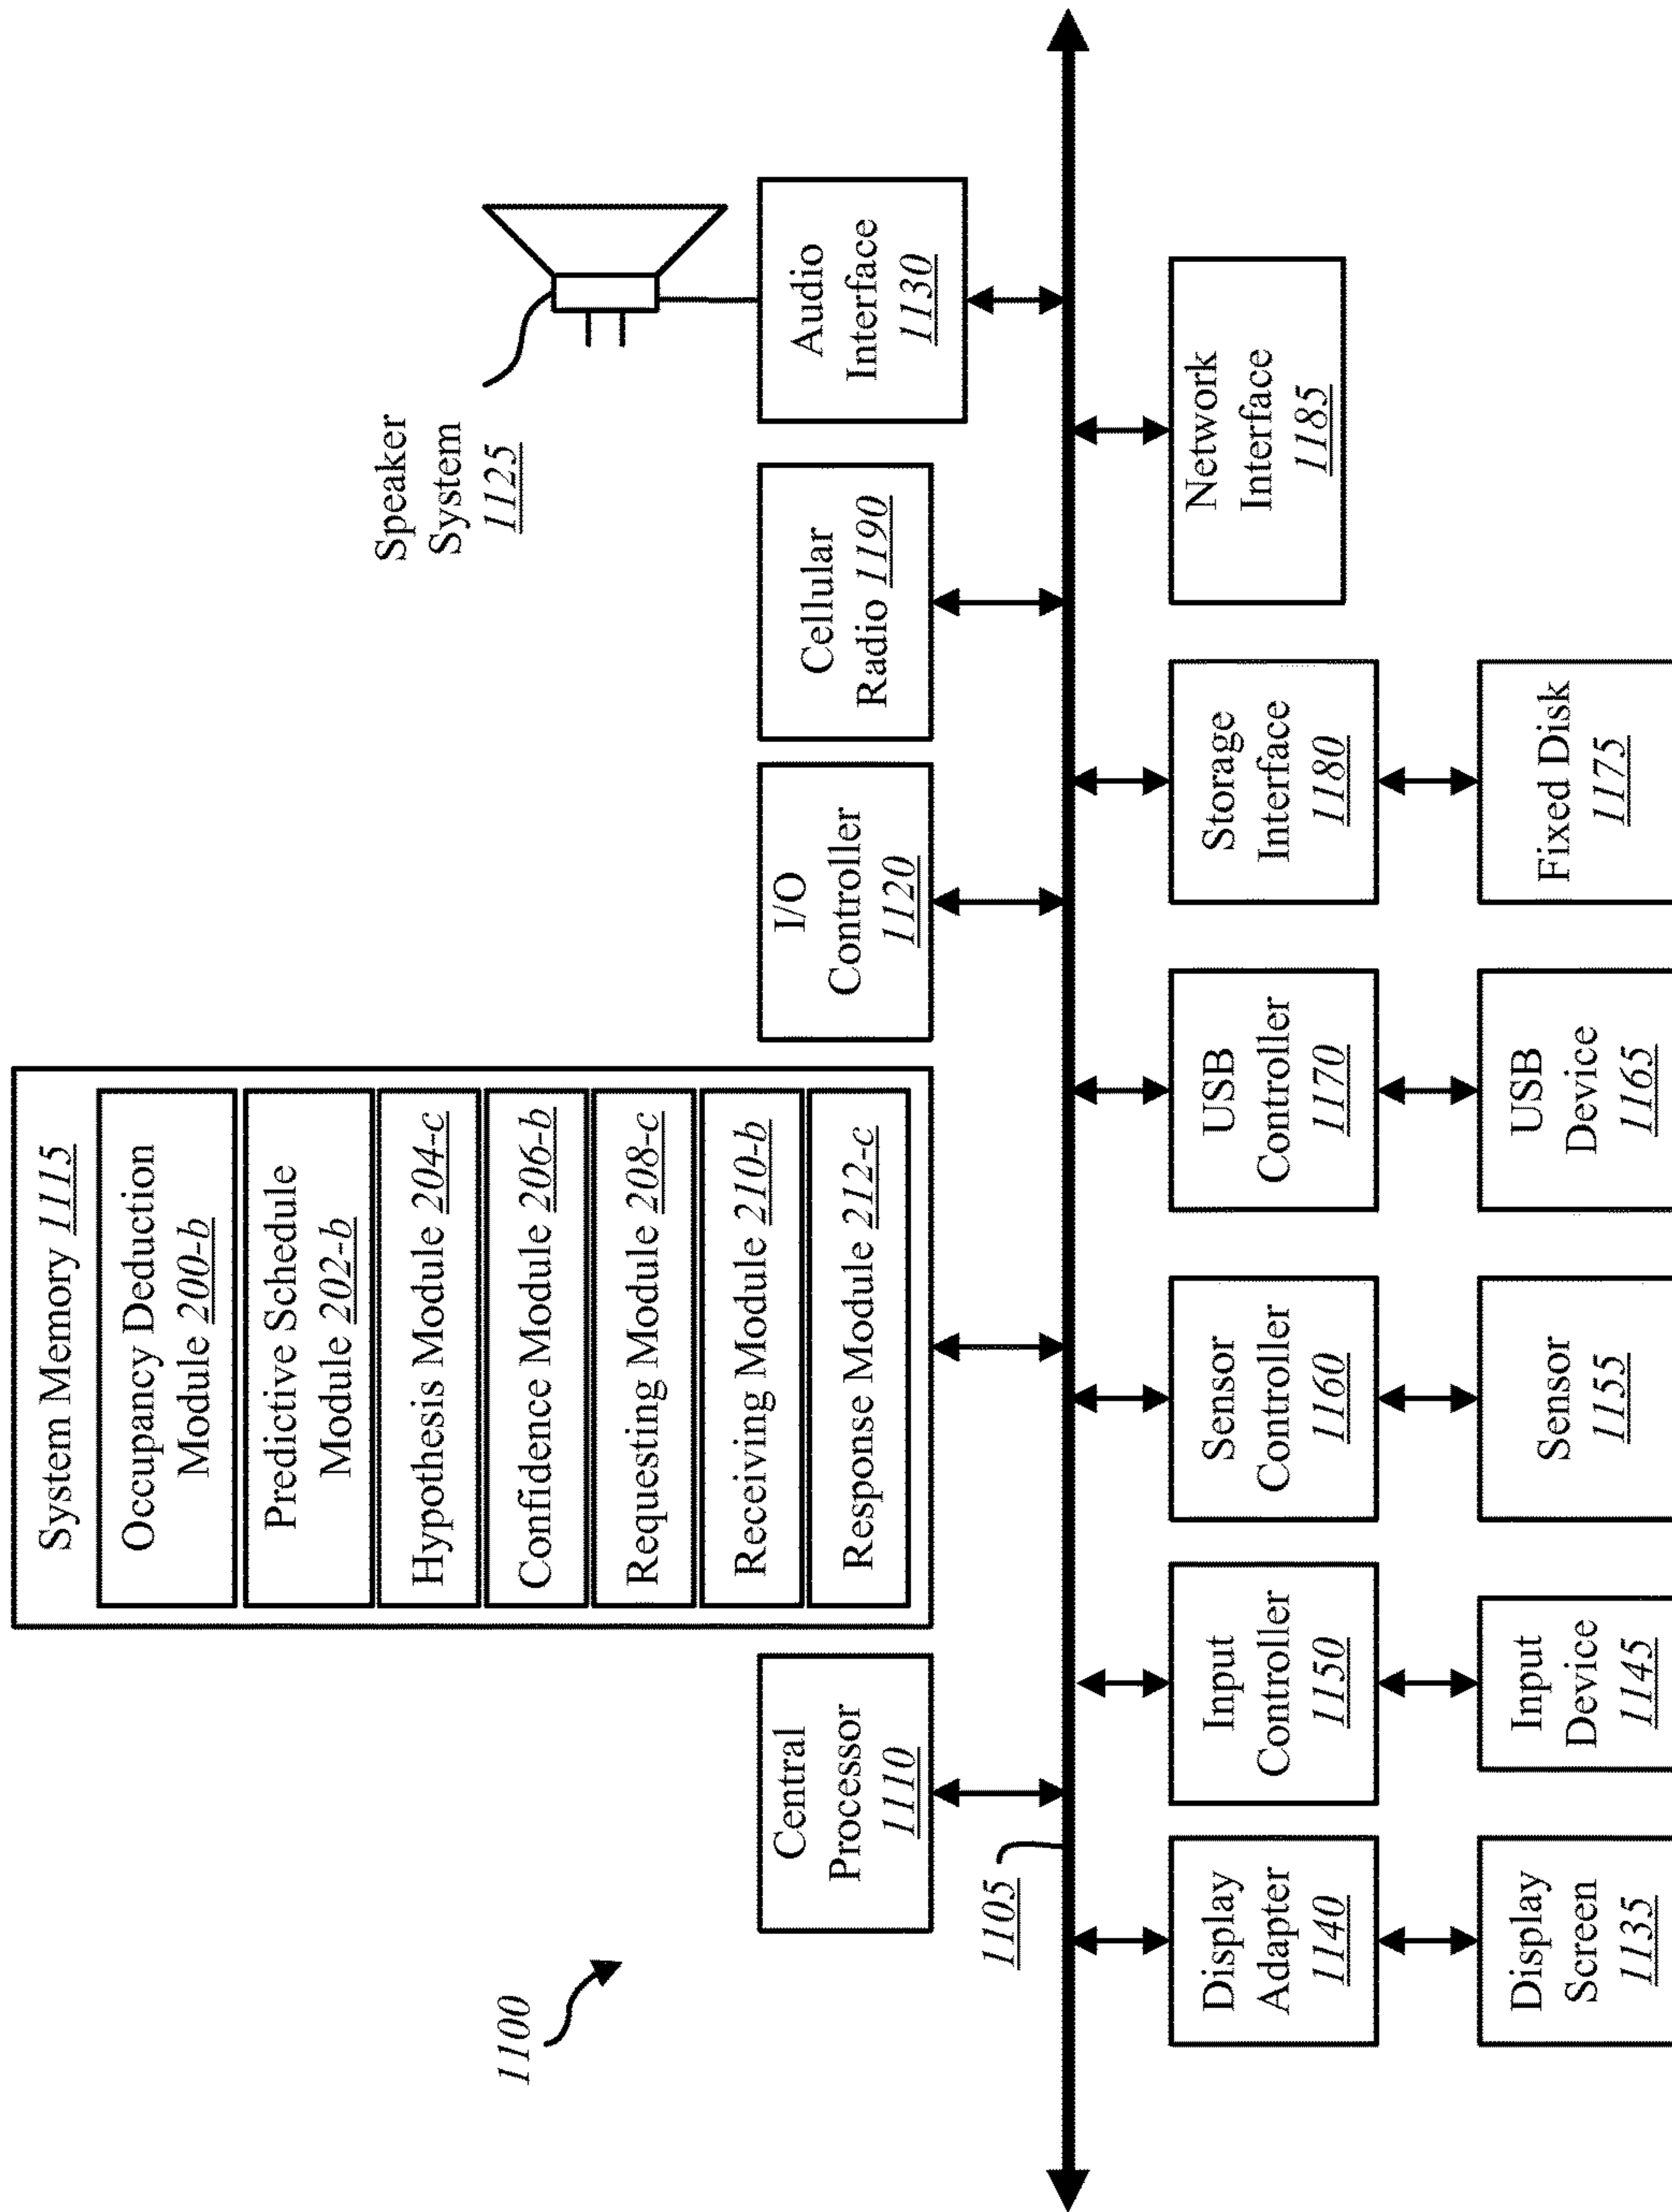 1100
System Memory 1115
Occupancy Deduction
Module 200-b
Predictive Schedule
Module 202-b
Hypothesis Module 204-c
Confidence Module 206-b
Requesting Module 208-c
Receiving Module 210-b
Response Module 212-c
Speaker
System
1125
Central
Processor
1110
I/O
Controller
1120
Cellular
Radio 1190
Audio
Interface
1130
1105
Display
Adapter
1140
Input
Controller
1150
Sensor
Controller
1160
USB
Controller
1170
Storage
Interface
1180
Network
Interface
1185
Display
Screen
1135
Input
Device
1145
Sensor
1155
USB
Device
1165
Fixed Disk
1175